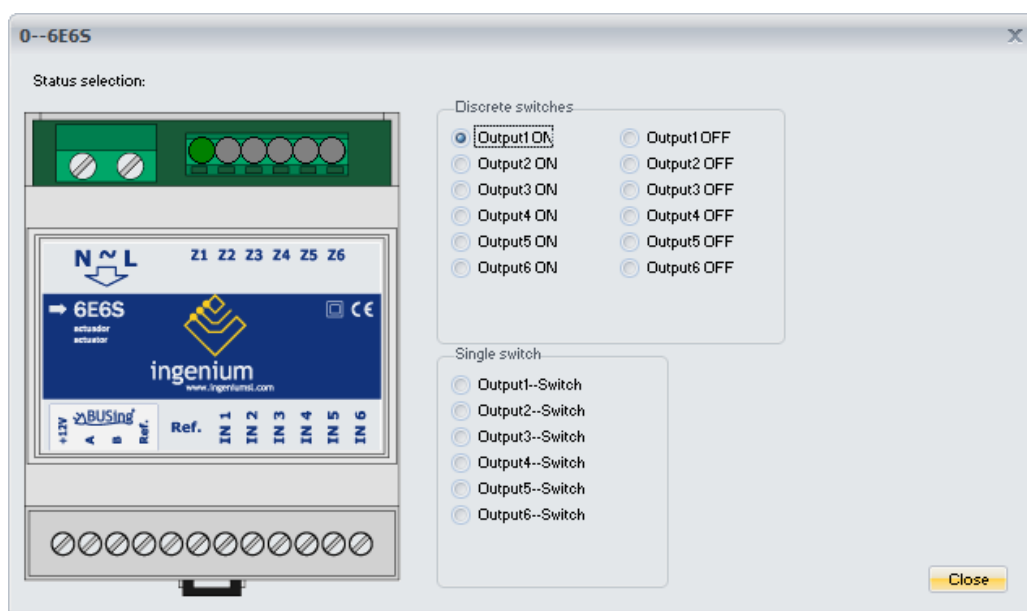 0--6E6S
Status selection:
N ~ L
Z1 Z2 Z3 Z4 Z5 Z6
6E6S
actuador
actuator
CE
ingenium
www.ingeniumsl.com
+12V A B Ref.
BUSing
Ref. IN 1 IN 2 IN 3 IN 4 IN 5 IN 6
Discrete switches
Output1 ON Output1 OFF
Output2 ON Output2 OFF
Output3 ON Output3 OFF
Output4 ON Output4 OFF
Output5 ON Output5 OFF
Output6 ON Output6 OFF
Single switch
Output1--Switch
Output2--Switch
Output3--Switch
Output4--Switch
Output5--Switch
Output6--Switch
Close